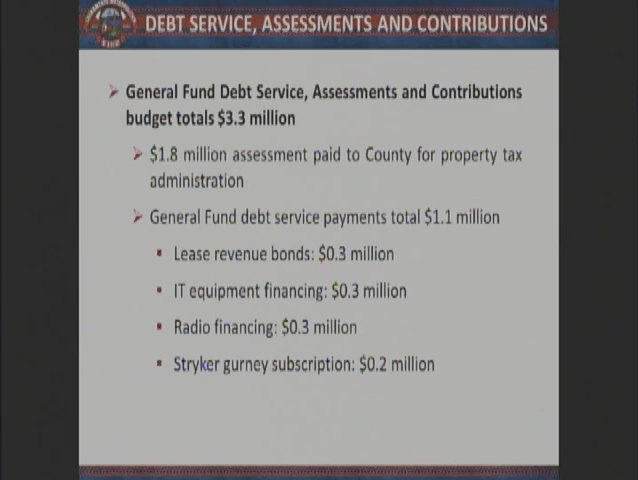 DEBT SERVICE, ASSESSMENTS AND CONTRIBUTIONS
➢ General Fund Debt Service, Assessments and Contributions
budget totals $3.3 million
➢ $1.8 million assessment paid to County for property tax
administration
➢ General Fund debt service payments total $1.1 million
▪ Lease revenue bonds: $0.3 million
▪ IT equipment financing: $0.3 million
▪ Radio financing: $0.3 million
▪ Stryker gurney subscription: $0.2 million